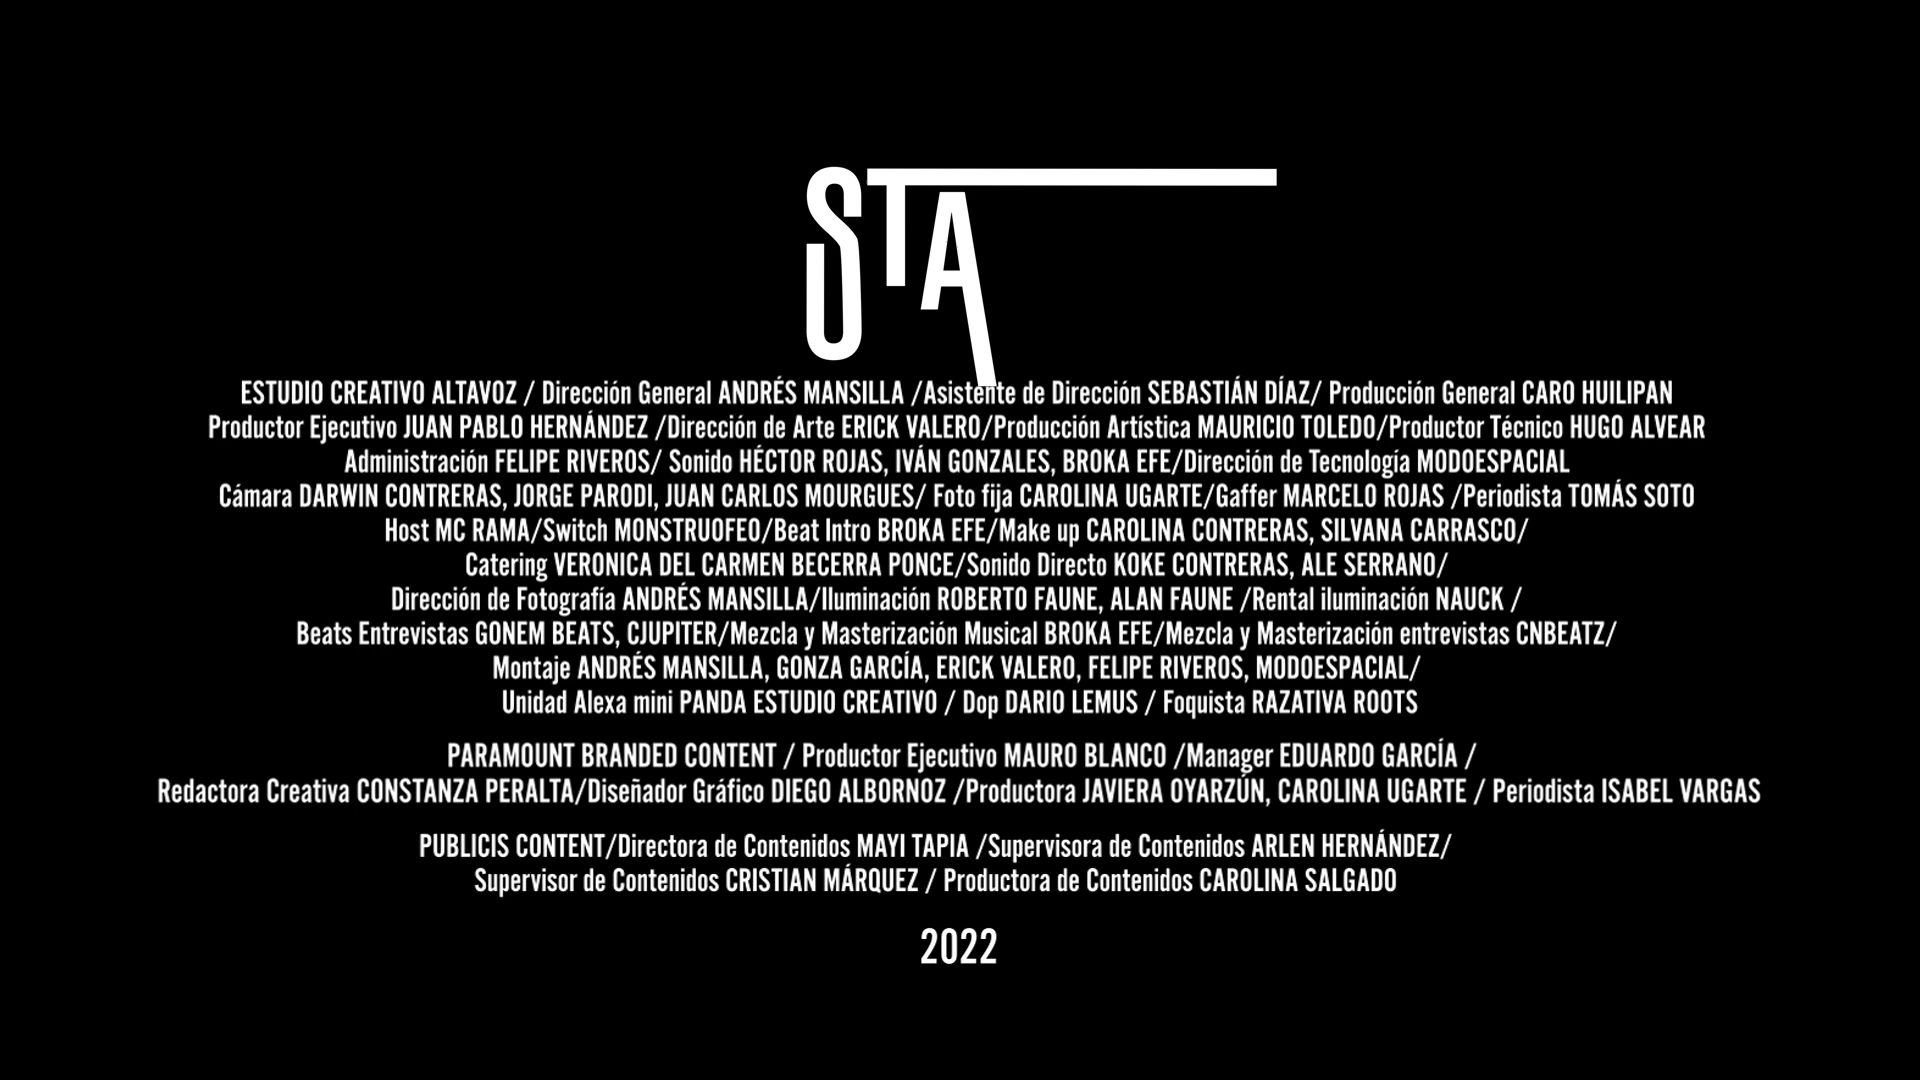 STA
ESTUDIO CREATIVO ALTAVOZ / Dirección General ANDRÉS MANSILLA /Asistente de Dirección SEBASTIÁN DÍAZ/ Producción General CARO HUILIPAN
Productor Ejecutivo JUAN PABLO HERNÁNDEZ /Dirección de Arte ERICK VALERO/Producción Artística MAURICIO TOLEDO/Productor Técnico HUGO ALVEAR
Administración FELIPE RIVEROS/ Sonido HÉCTOR ROJAS, IVÁN GONZALES, BROKA EFE/Dirección de Tecnología MODOESPACIAL
Cámara DARWIN CONTRERAS, JORGE PARODI, JUAN CARLOS MOURGUES/ Foto fija CAROLINA UGARTE/Gaffer MARCELO ROJAS /Periodista TOMÁS SOTO
Host MC RAMA/Switch MONSTRUOFEO/Beat Intro BROKA EFE/Make up CAROLINA CONTRERAS, SILVANA CARRASCO/
Catering VERONICA DEL CARMEN BECERRA PONCE/Sonido Directo KOKE CONTRERAS, ALE SERRANO/
Dirección de Fotografía ANDRÉS MANSILLA/Iluminación ROBERTO FAUNE, ALAN FAUNE /Rental iluminación NAUCK /
Beats Entrevistas GONEM BEATS, CJUPITER/Mezcla y Masterización Musical BROKA EFE/Mezcla y Masterización entrevistas CNBEATZ/
Montaje ANDRÉS MANSILLA, GONZA GARCÍA, ERICK VALERO, FELIPE RIVEROS, MODOESPACIAL/
Unidad Alexa mini PANDA ESTUDIO CREATIVO / Dop DARIO LEMUS / Foquista RAZATIVA ROOTS
PARAMOUNT BRANDED CONTENT / Productor Ejecutivo MAURO BLANCO /Manager EDUARDO GARCÍA /
Redactora Creativa CONSTANZA PERALTA/Diseñador Gráfico DIEGO ALBORNOZ /Productora JAVIERA OYARZÚN, CAROLINA UGARTE / Periodista ISABEL VARGAS
PUBLICIS CONTENT/Directora de Contenidos MAYI TAPIA /Supervisora de Contenidos ARLEN HERNÁNDEZ/
Supervisor de Contenidos CRISTIAN MÁRQUEZ / Productora de Contenidos CAROLINA SALGADO
2022